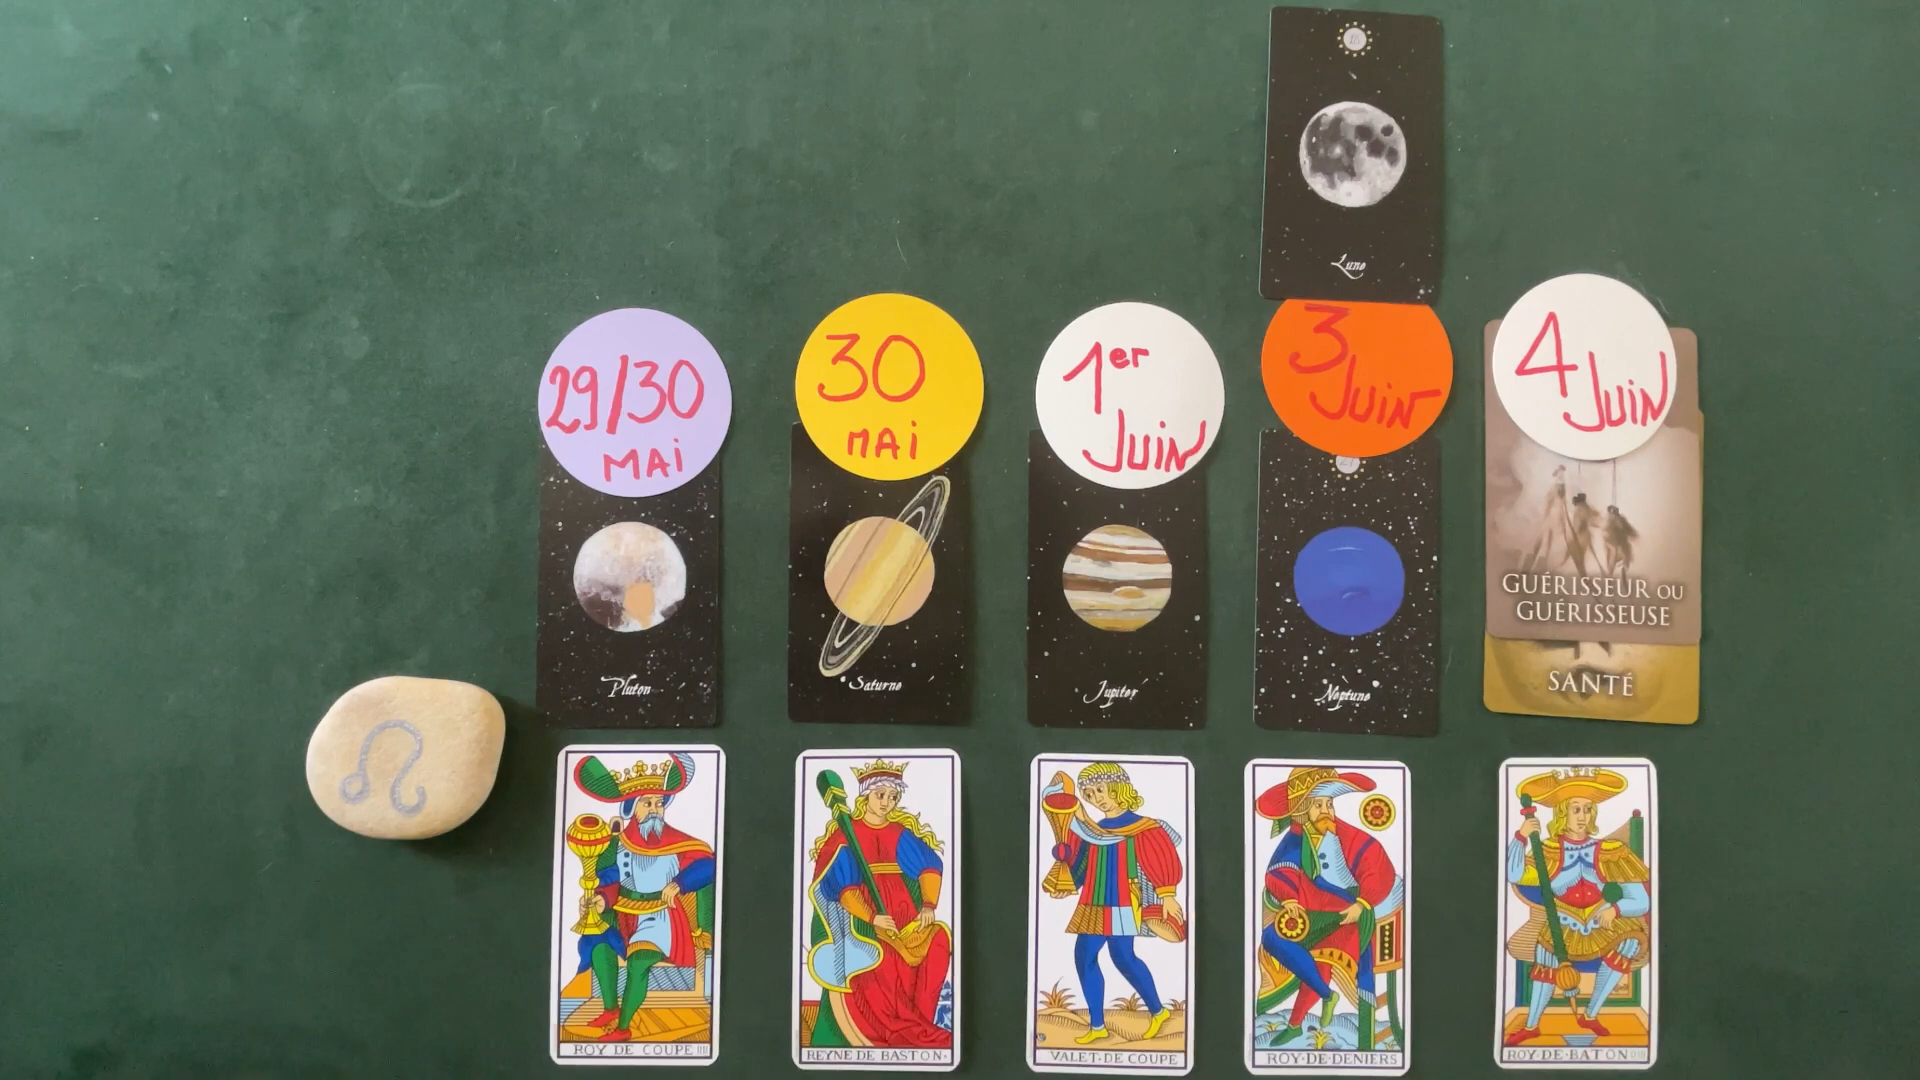 Lune
29/30
MAi
30
MAi
1er
JUiN
3
JUiN
4
JUiN
GUÉRISSEUR OU
GUÉRISSEUSE
SANTÉ
Pluton
Saturne
Jupiter
Neptune
ROY DE COUPE
REYNE DE BASTON·
VALET·DE COUPE
ROY·DE·DENIERS
ROY·DE·BATON